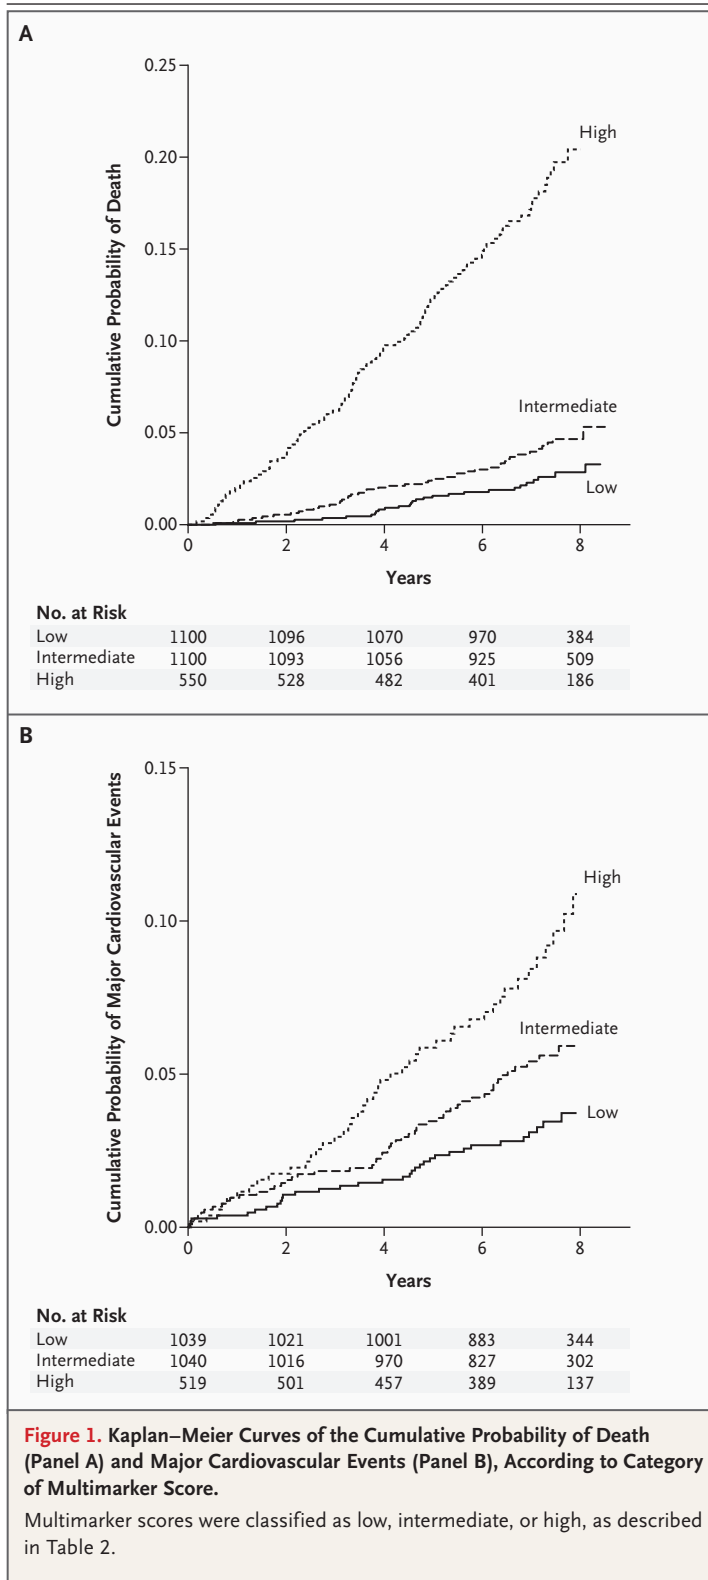 A
Cumulative Probability of Death
0.25
0.20
0.15
0.10
0.05
0.00
High
Intermediate
Low
0 2 4 6 8
Years
No. at Risk
Low 1100 1096 1070 970 384
Intermediate 1100 1093 1056 925 509
High 550 528 482 401 186
B
Cumulative Probability of Major Cardiovascular Events
0.15
0.10
0.05
0.00
High
Intermediate
Low
0 2 4 6 8
Years
No. at Risk
Low 1039 1021 1001 883 344
Intermediate 1040 1016 970 827 302
High 519 501 457 389 137
Figure 1. Kaplan–Meier Curves of the Cumulative Probability of Death
(Panel A) and Major Cardiovascular Events (Panel B), According to Category
of Multimarker Score.
Multimarker scores were classified as low, intermediate, or high, as described
in Table 2.